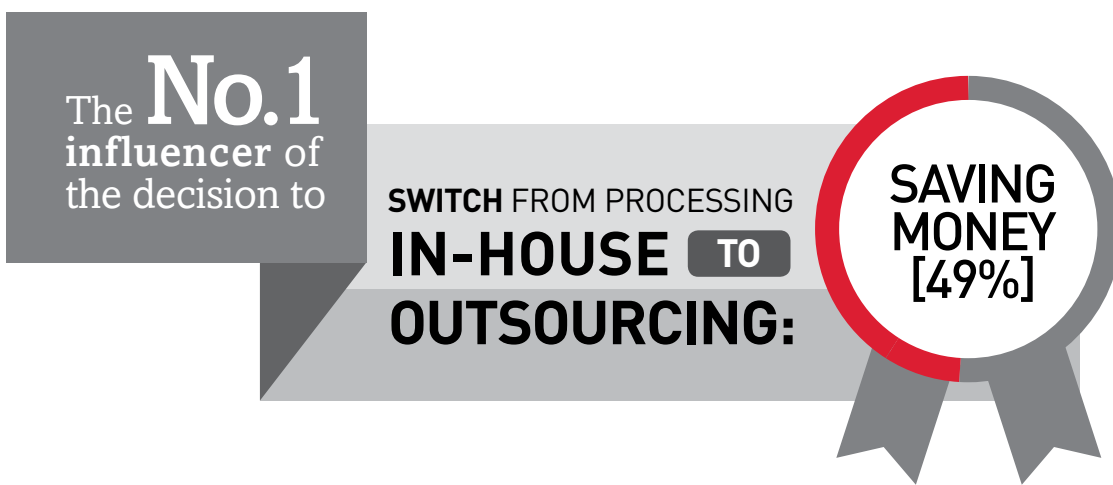 The No.1
influencer of
the decision to
SWITCH FROM PROCESSING
IN-HOUSE TO
OUTSOURCING:
SAVING
MONEY
[49%]